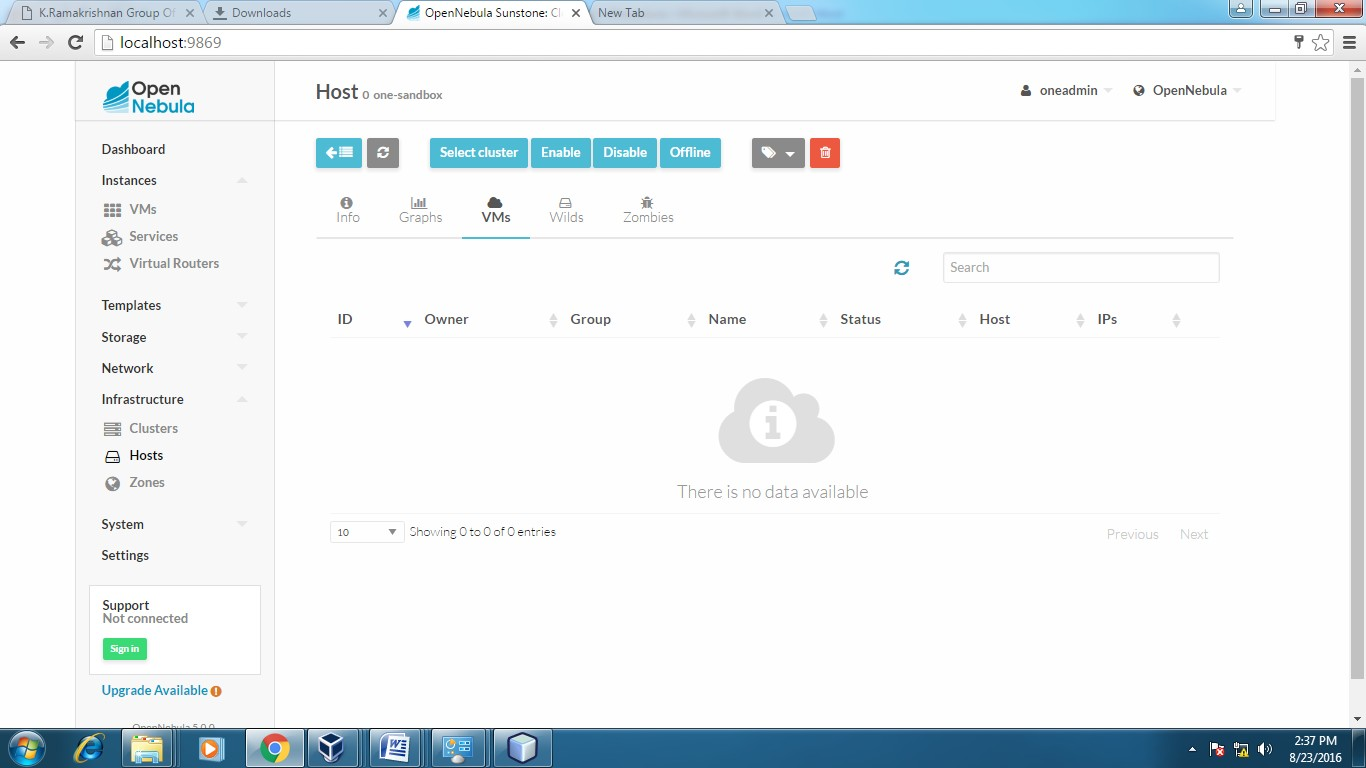 K.Ramakrishnan Group Of
Downloads
OpenNebula Sunstone: Cl
New Tab
localhost:9869
Open
Nebula
Host 0 one-sandbox
oneadmin
OpenNebula
Select cluster
Enable
Disable
Offline
Dashboard
Instances
VMs
Services
Virtual Routers
Templates
Storage
Network
Infrastructure
Clusters
Hosts
Zones
System
Settings
Support
Not connected
Sign in
Upgrade Available
OpenNebula 5.0.0
Info
Graphs
VMs
Wilds
Zombies
Search
ID Owner Group Name Status Host IPs
There is no data available
10 Showing 0 to 0 of 0 entries
Previous Next
2:37 PM
8/23/2016